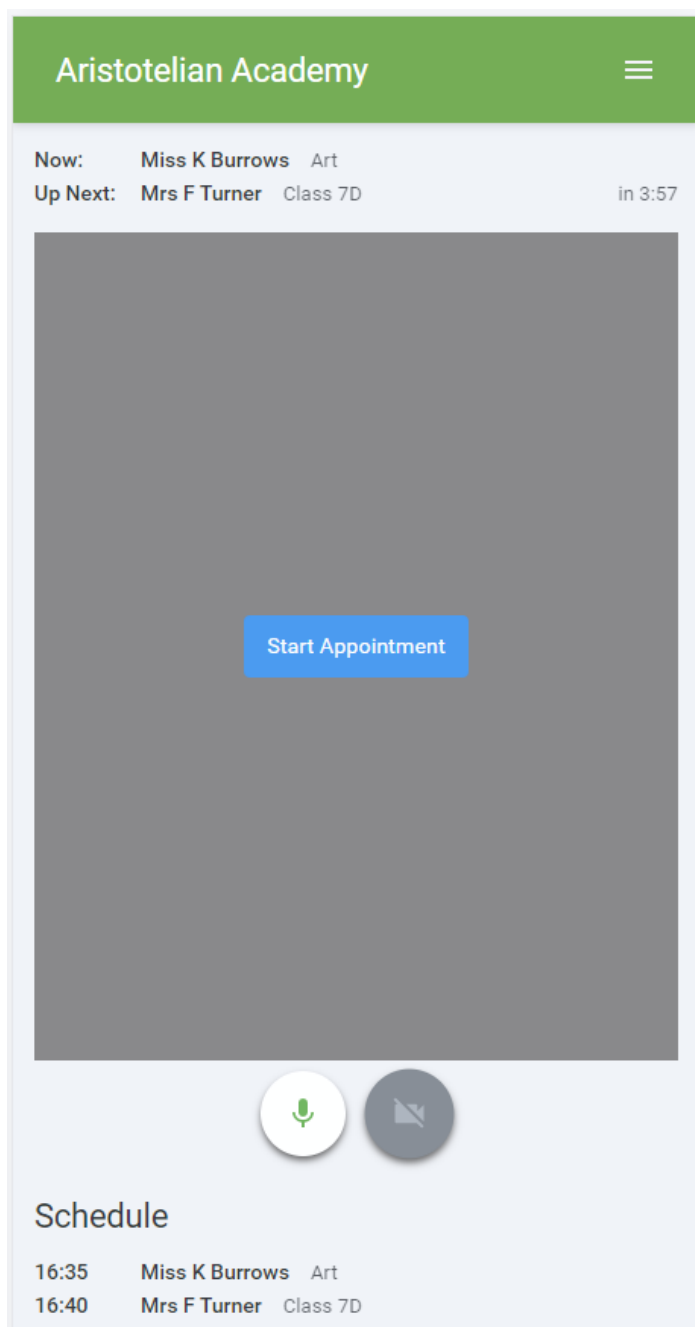 Aristotelian Academy
Now: Miss K Burrows Art
Up Next: Mrs F Turner Class 7D in 3:57
Start Appointment
Schedule
16:35 Miss K Burrows Art
16:40 Mrs F Turner Class 7D